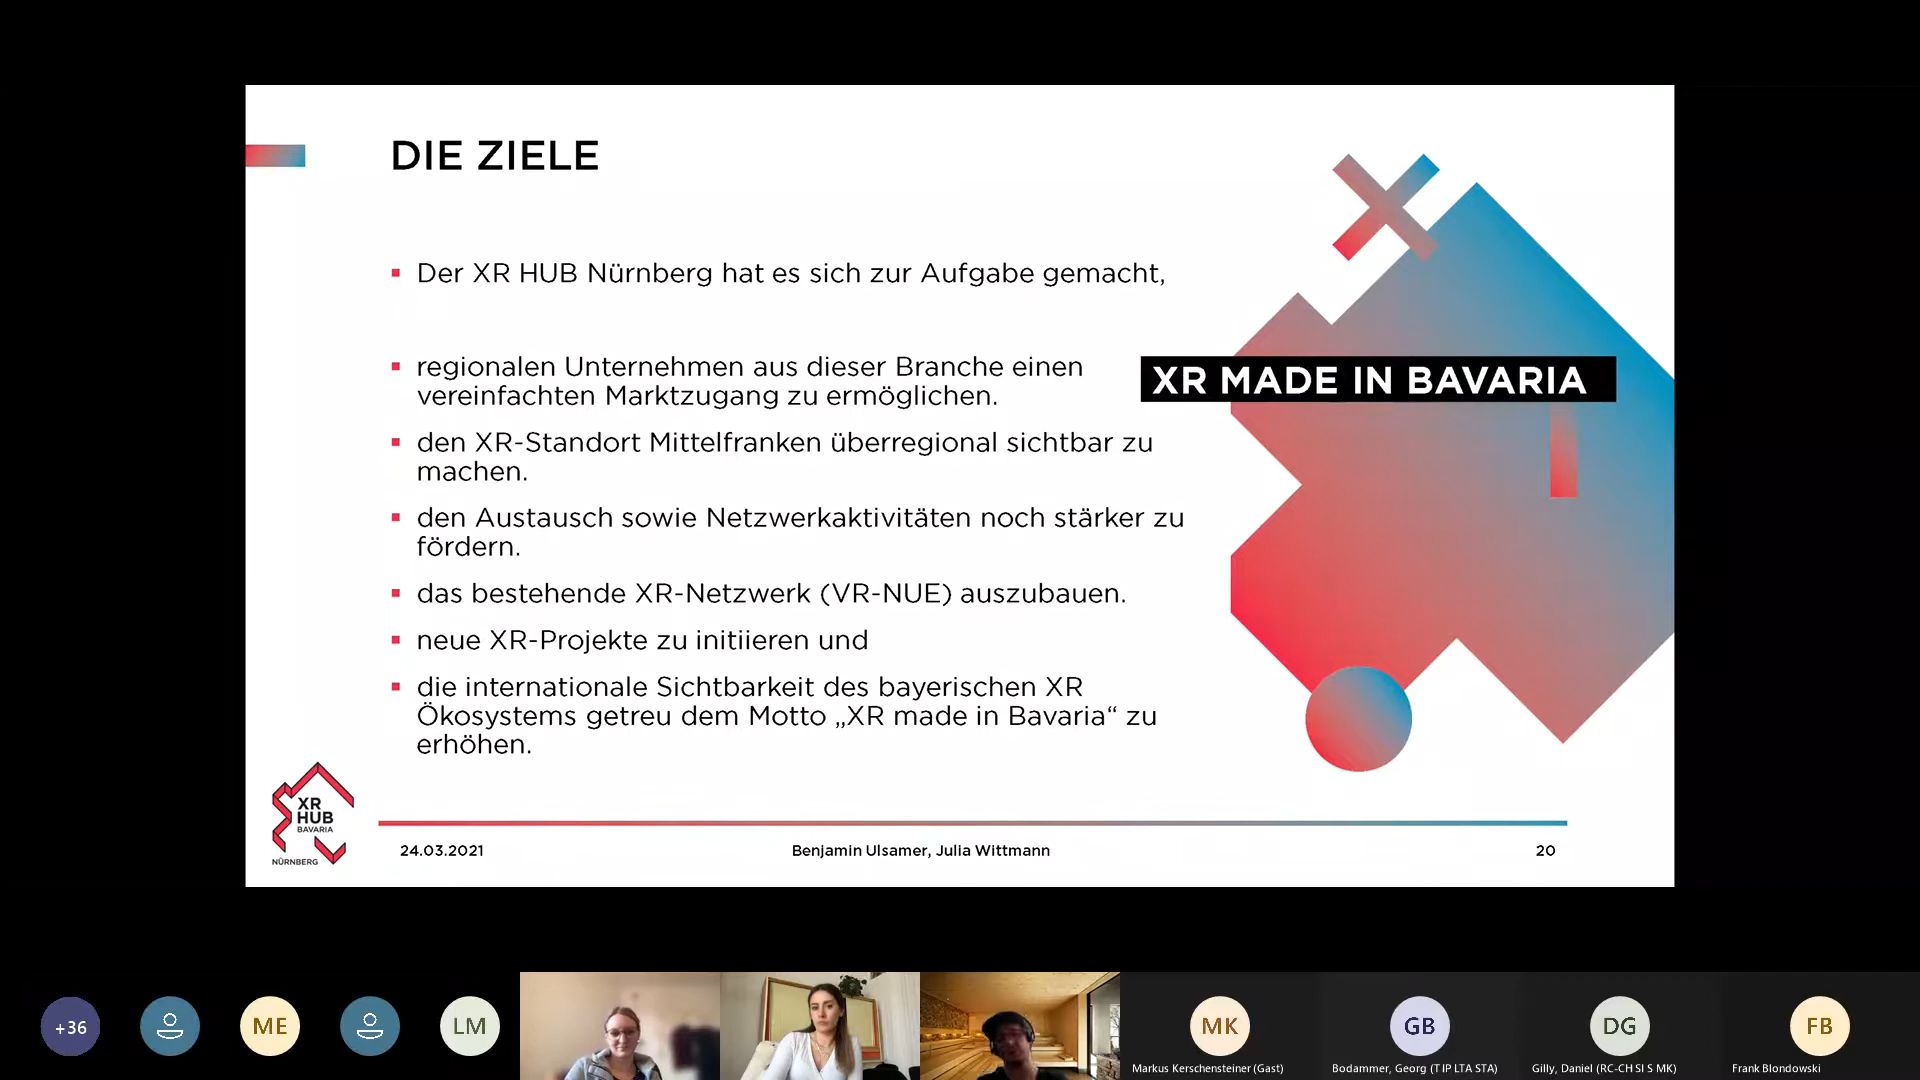 DIE ZIELE
Der XR HUB Nürnberg hat es sich zur Aufgabe gemacht,
regionalen Unternehmen aus dieser Branche einen
vereinfachten Marktzugang zu ermöglichen.
den XR-Standort Mittelfranken überregional sichtbar zu
machen.
den Austausch sowie Netzwerkaktivitäten noch stärker zu
fördern.
das bestehende XR-Netzwerk (VR-NUE) auszubauen.
neue XR-Projekte zu initiieren und
die internationale Sichtbarkeit des bayerischen XR
Ökosystems getreu dem Motto „XR made in Bavaria“ zu
erhöhen.
XR MADE IN BAVARIA
XR
HUB
BAVARIA
NÜRNBERG
24.03.2021
Benjamin Ulsamer, Julia Wittmann
20
+36
ME
LM
MK
GB
DG
FB
Markus Kerschensteiner (Gast)
Bodammer, Georg (T IP LTA STA)
Gilly, Daniel (RC-CH SI S MK)
Frank Blondowski